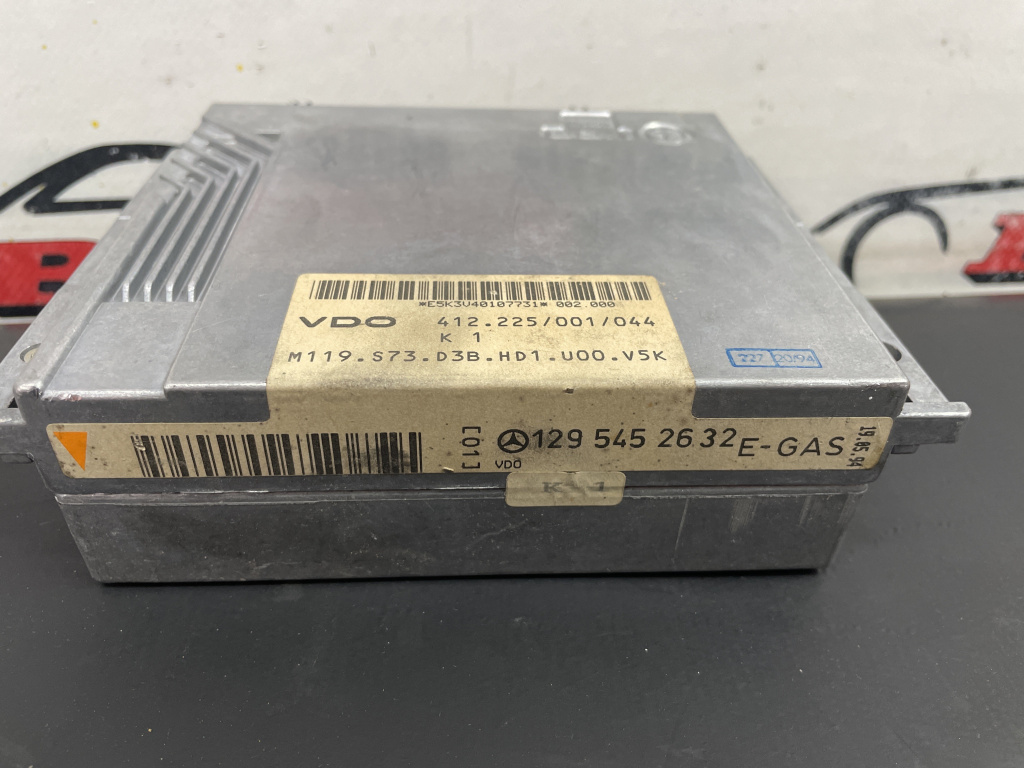 *E5K3V40107731* 002.000
VDO 412.225/001/044
K 1
M119.S73.D3B.HD1.U00.V5K
227 20/94
[01] 129 545 26 32 E-GAS 19.05.94
VDO
K 1
B